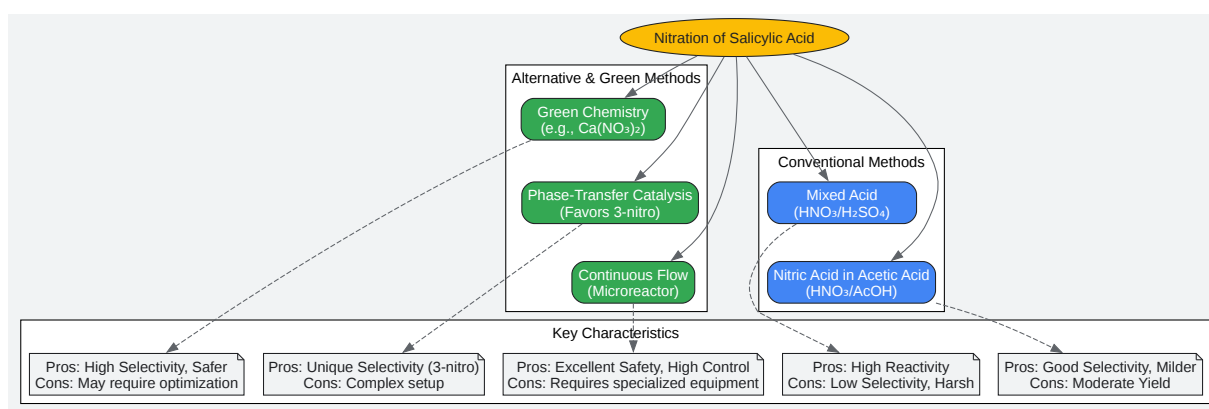 Nitration of Salicylic Acid
Alternative & Green Methods
Green Chemistry
(e.g., Ca(NO₃)₂)
Phase-Transfer Catalysis
(Favors 3-nitro)
Continuous Flow
(Microreactor)
Conventional Methods
Mixed Acid
(HNO₃/H₂SO₄)
Nitric Acid in Acetic Acid
(HNO₃/AcOH)
Key Characteristics
Pros: High Selectivity, Safer
Cons: May require optimization
Pros: Unique Selectivity (3-nitro)
Cons: Complex setup
Pros: Excellent Safety, High Control
Cons: Requires specialized equipment
Pros: High Reactivity
Cons: Low Selectivity, Harsh
Pros: Good Selectivity, Milder
Cons: Moderate Yield